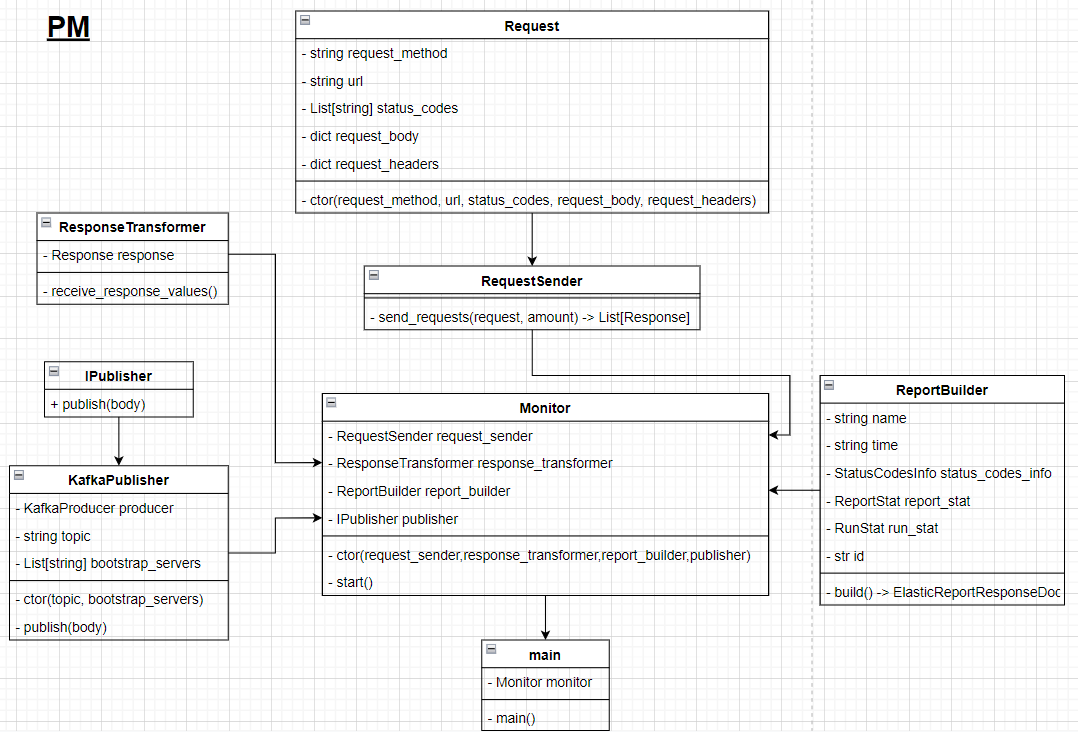 PM
Request
- string request_method
- string url
- List[string] status_codes
- dict request_body
- dict request_headers
- ctor(request_method, url, status_codes, request_body, request_headers)
ResponseTransformer
- Response response
- receive_response_values()
RequestSender
- send_requests(request, amount) -> List[Response]
IPublisher
+ publish(body)
KafkaPublisher
- KafkaProducer producer
- string topic
- List[string] bootstrap_servers
- ctor(topic, bootstrap_servers)
- publish(body)
Monitor
- RequestSender request_sender
- ResponseTransformer response_transformer
- ReportBuilder report_builder
- IPublisher publisher
- ctor(request_sender,response_transformer,report_builder,publisher)
- start()
ReportBuilder
- string name
- string time
- StatusCodesInfo status_codes_info
- ReportStat report_stat
- RunStat run_stat
- str id
- build() -> ElasticReportResponseDoc
main
- Monitor monitor
- main()